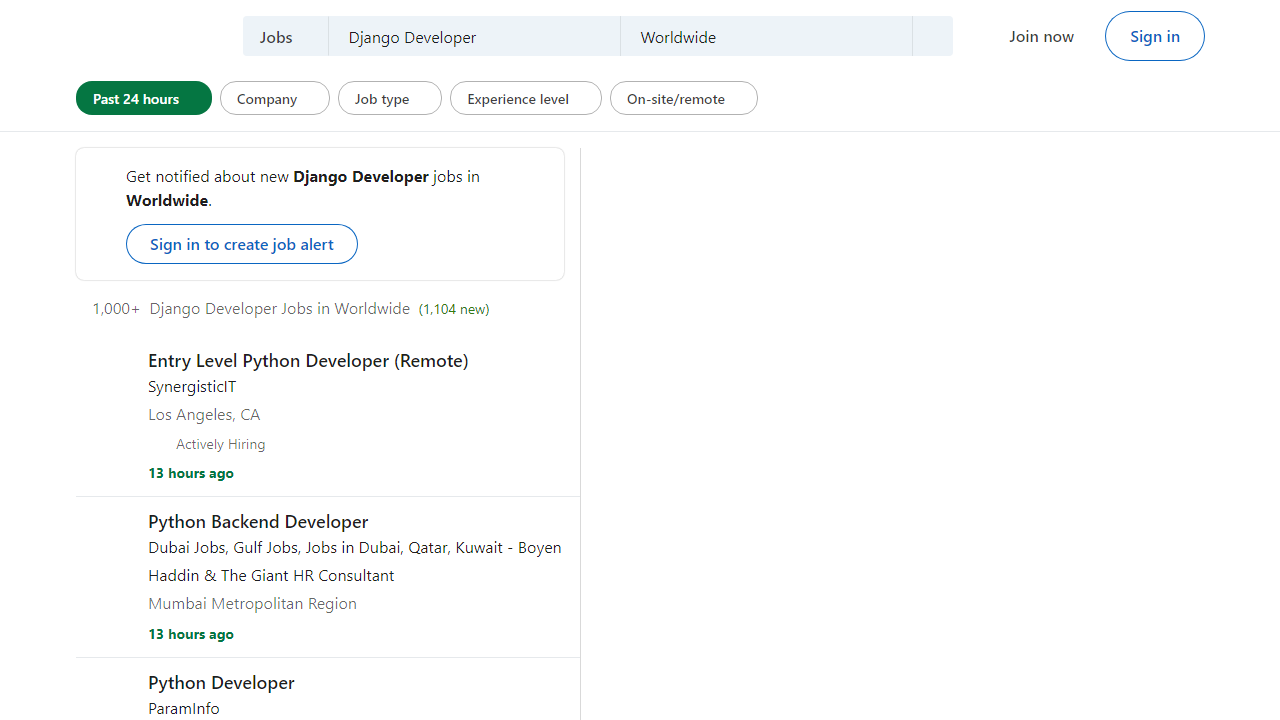 Jobs Django Developer Worldwide Join now Sign in
Past 24 hours Company Job type Experience level On-site/remote
Get notified about new Django Developer jobs in
Worldwide.
Sign in to create job alert
1,000+ Django Developer Jobs in Worldwide (1,104 new)
Entry Level Python Developer (Remote)
SynergisticIT
Los Angeles, CA
Actively Hiring
13 hours ago
Python Backend Developer
Dubai Jobs, Gulf Jobs, Jobs in Dubai, Qatar, Kuwait - Boyen
Haddin & The Giant HR Consultant
Mumbai Metropolitan Region
13 hours ago
Python Developer
ParamInfo